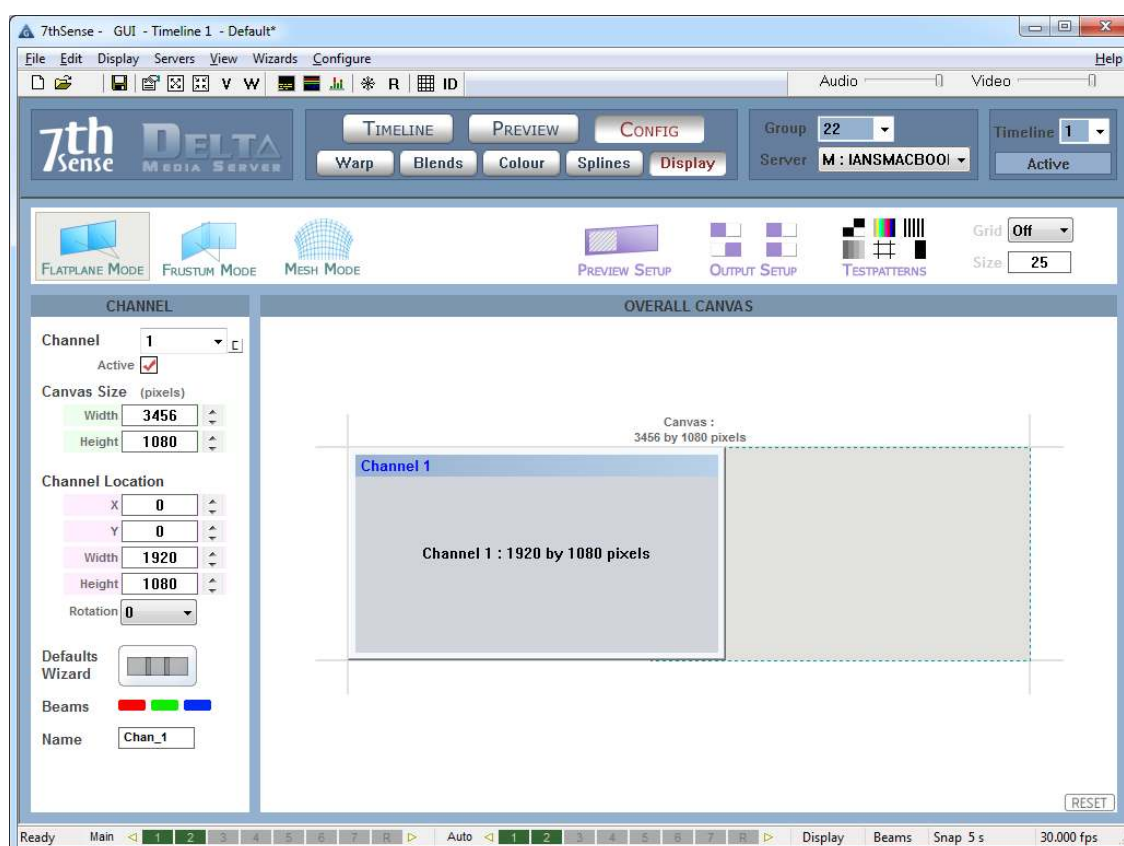 7thSense - GUI - Timeline 1 - Default*
File Edit Display Servers View Wizards Configure Help
V W R ID Audio Video
7th Sense DELTA MEDIA SERVER
TIMELINE PREVIEW CONFIG
Warp Blends Colour Splines Display
Group 22
Server M : IANSMACBOO
Timeline 1
Active
FLATPLANE MODE FRUSTUM MODE MESH MODE PREVIEW SETUP OUTPUT SETUP TESTPATTERNS
Grid Off
Size 25
CHANNEL
Channel 1
Active
Canvas Size (pixels)
Width 3456
Height 1080
Channel Location
X 0
Y 0
Width 1920
Height 1080
Rotation 0
Defaults
Wizard
Beams
Name Chan_1
OVERALL CANVAS
Canvas :
3456 by 1080 pixels
Channel 1
Channel 1 : 1920 by 1080 pixels
RESET
Ready Main 1 2 3 4 5 6 7 R Auto 1 2 3 4 5 6 7 R Display Beams Snap 5 s 30.000 fps